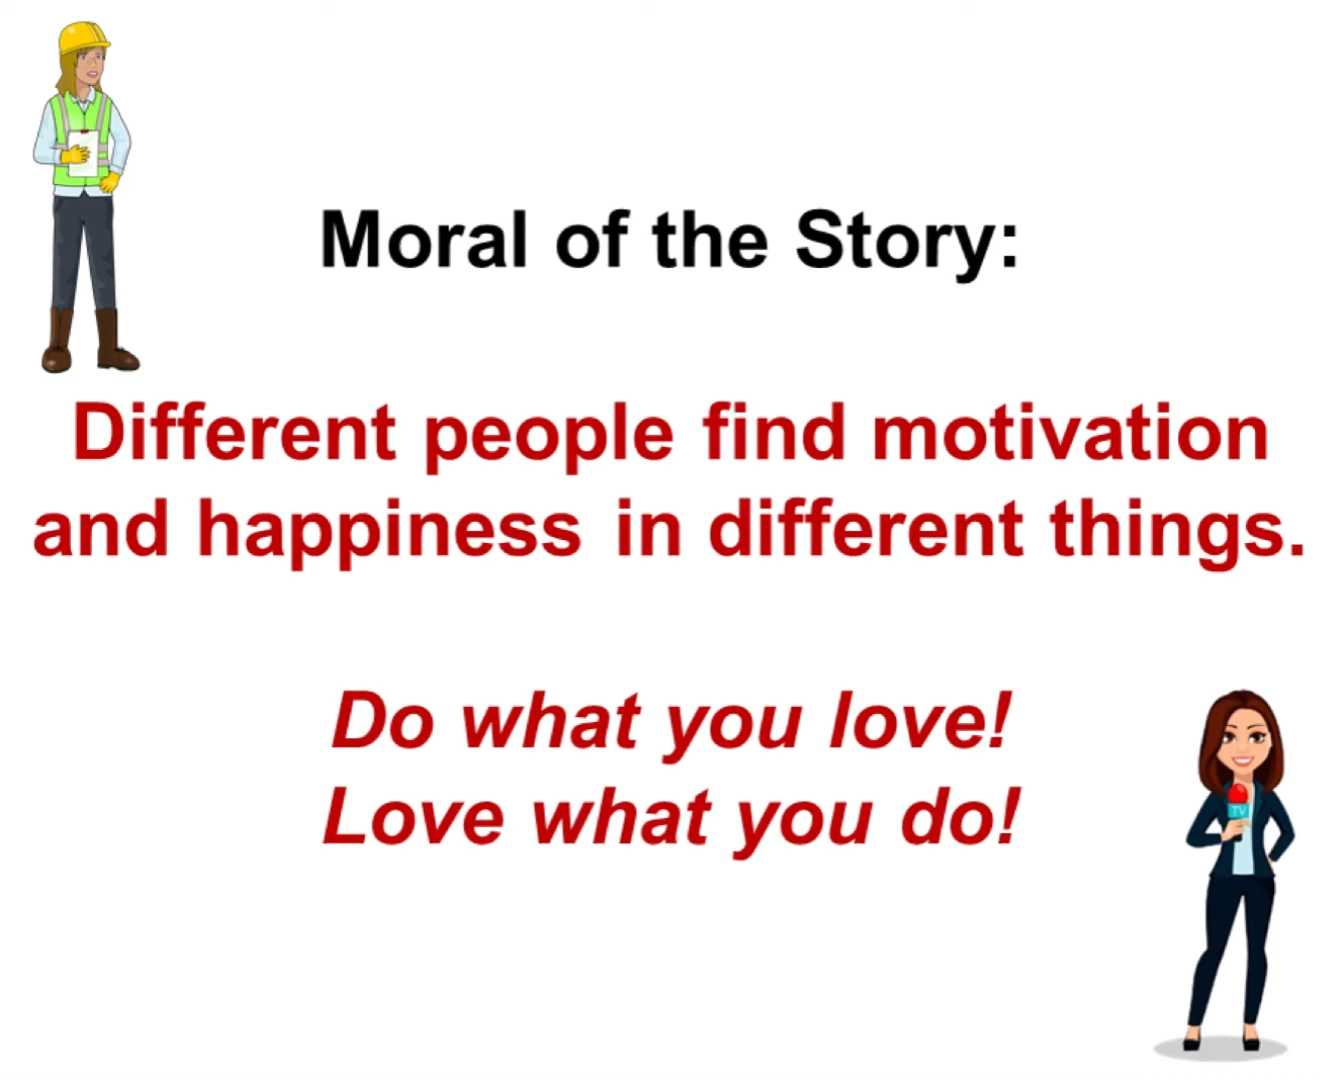 Moral of the Story:
Different people find motivation
and happiness in different things.
Do what you love!
Love what you do!
TV